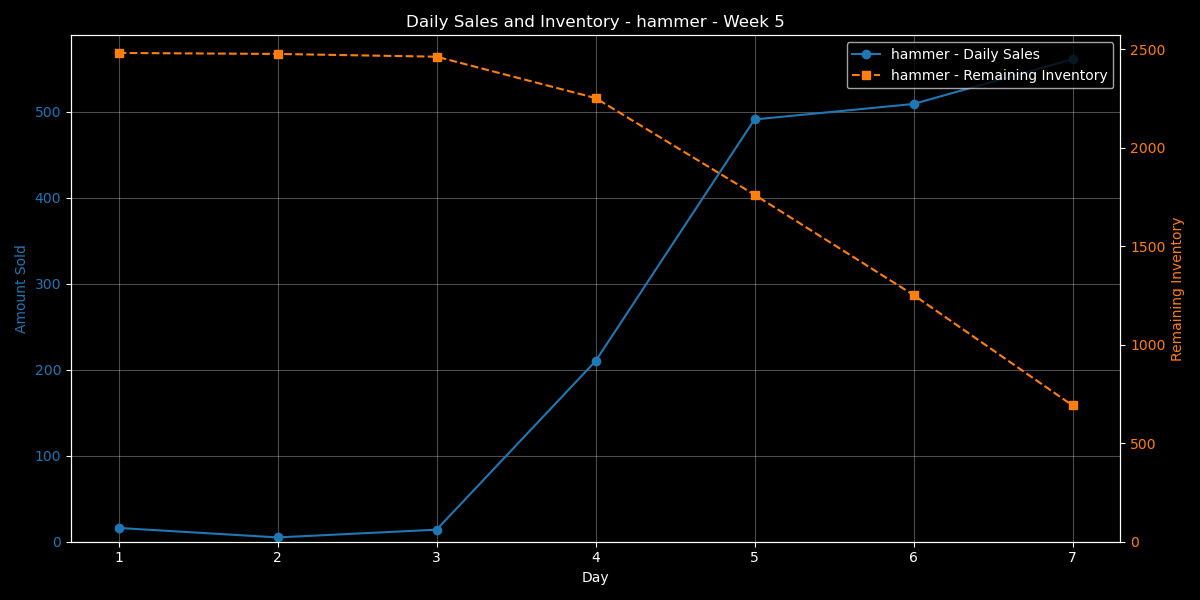 Daily Sales and Inventory - hammer - Week 5
hammer - Daily Sales
hammer - Remaining Inventory
Amount Sold
500
400
300
200
100
0
2500
2000
1500
1000
500
0
Remaining Inventory
1 2 3 4 5 6 7
Day